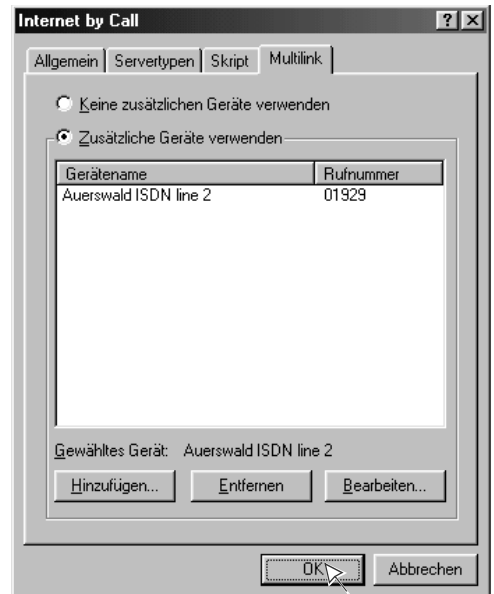 Internet by Call
Allgemein Servertypen Skript Multilink
Keine zusätzlichen Geräte verwenden
Zusätzliche Geräte verwenden
Gerätename Rufnummer
Auerswald ISDN line 2 01929
Gewähltes Gerät: Auerswald ISDN line 2
Hinzufügen... Entfernen Bearbeiten...
OK Abbrechen